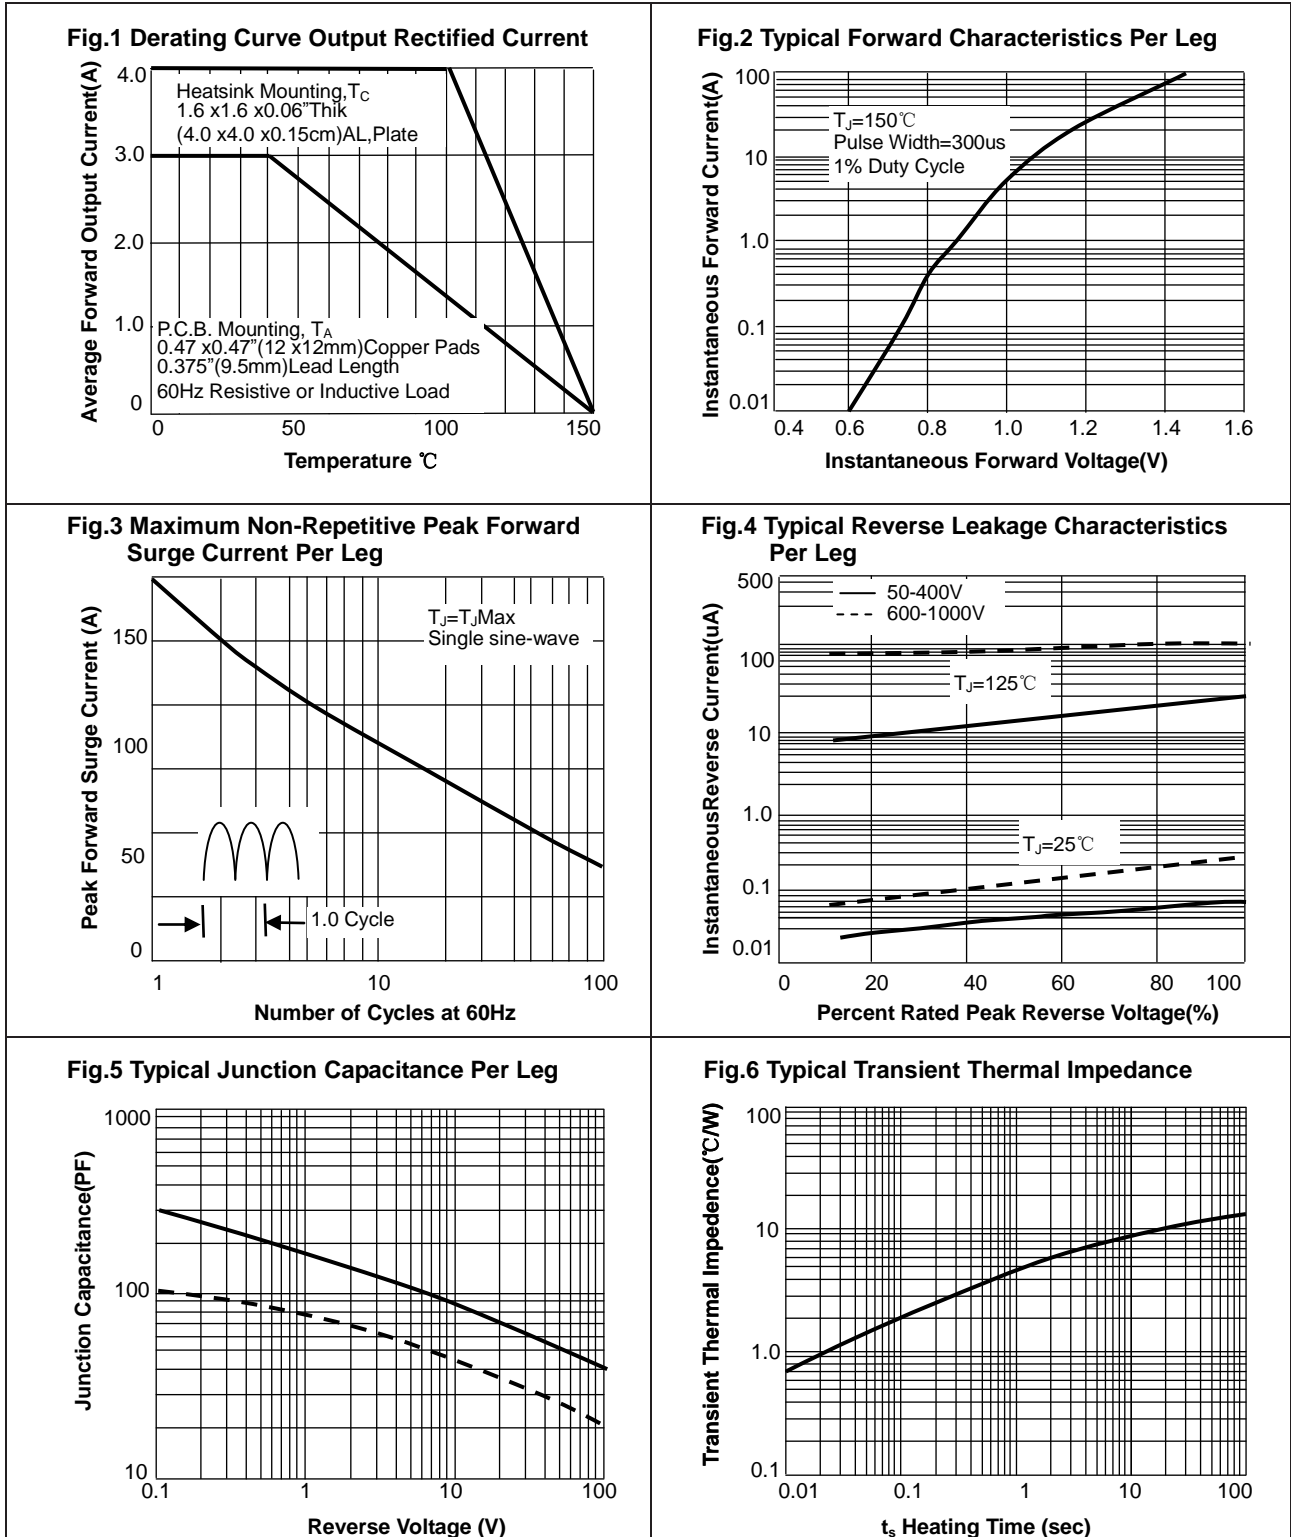 Fig.1 Derating Curve Output Rectified Current
Average Forward Output Current(A)
4.0
3.0
2.0
1.0
0
Heatsink Mounting,TC
1.6 x1.6 x0.06”Thik
(4.0 x4.0 x0.15cm)AL,Plate
P.C.B. Mounting, TA
0.47 x0.47”(12 x12mm)Copper Pads
0.375”(9.5mm)Lead Length
60Hz Resistive or Inductive Load
0 50 100 150
Temperature ℃
Fig.2 Typical Forward Characteristics Per Leg
Instantaneous Forward Current(A)
100
10
1.0
0.1
0.01
TJ=150℃
Pulse Width=300us
1% Duty Cycle
0.4 0.6 0.8 1.0 1.2 1.4 1.6
Instantaneous Forward Voltage(V)
Fig.3 Maximum Non-Repetitive Peak Forward
Surge Current Per Leg
Peak Forward Surge Current (A)
150
100
50
0
TJ=TJMax
Single sine-wave
1.0 Cycle
1 10 100
Number of Cycles at 60Hz
Fig.4 Typical Reverse Leakage Characteristics
Per Leg
InstantaneousReverse Current(uA)
500
100
10
1.0
0.1
0.01
50-400V
600-1000V
TJ=125℃
TJ=25℃
0 20 40 60 80 100
Percent Rated Peak Reverse Voltage(%)
Fig.5 Typical Junction Capacitance Per Leg
Junction Capacitance(PF)
1000
100
10
0.1 1 10 100
Reverse Voltage (V)
Fig.6 Typical Transient Thermal Impedance
Transient Thermal Impedence(℃/W)
100
10
1.0
0.1
0.01 0.1 1 10 100
ts Heating Time (sec)